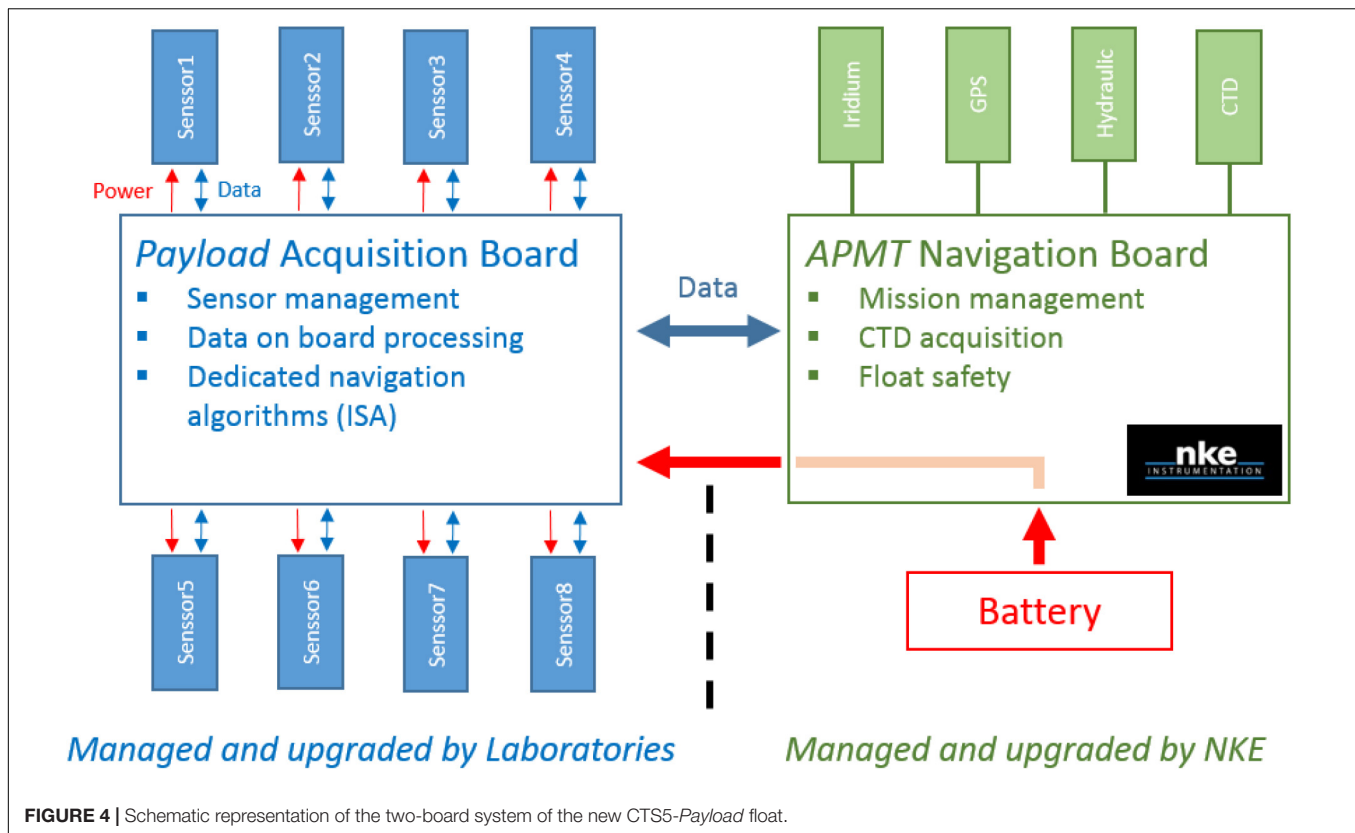 Senssor1
Senssor2
Senssor3
Senssor4
Iridium
GPS
Hydraulic
CTD
Power
Data
Payload Acquisition Board
▪ Sensor management
▪ Data on board processing
▪ Dedicated navigation
algorithms (ISA)
Data
APMT Navigation Board
▪ Mission management
▪ CTD acquisition
▪ Float safety
nke
INSTRUMENTATION
Senssor5
Senssor6
Senssor7
Senssor8
Battery
Managed and upgraded by Laboratories
Managed and upgraded by NKE
FIGURE 4 | Schematic representation of the two-board system of the new CTS5-Payload float.